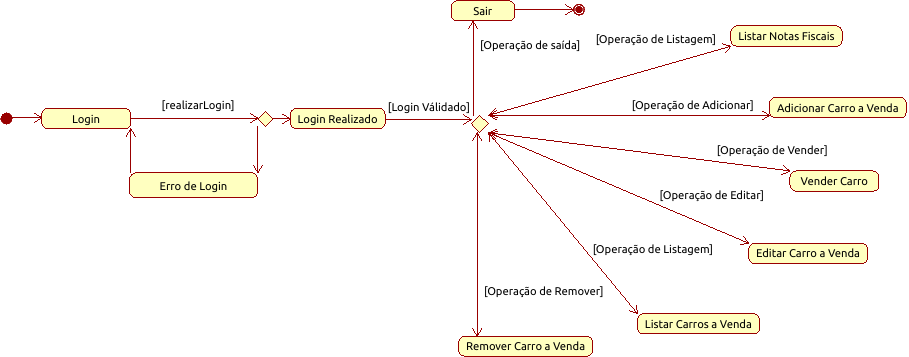 Sair
[Operação de saída]
[Operação de Listagem]
Listar Notas Fiscais
[realizarLogin]
[Login Válidado]
[Operação de Adicionar]
Adicionar Carro a Venda
Login
Login Realizado
[Operação de Vender]
Vender Carro
Erro de Login
[Operação de Editar]
Editar Carro a Venda
[Operação de Listagem]
[Operação de Remover]
Listar Carros a Venda
Remover Carro a Venda